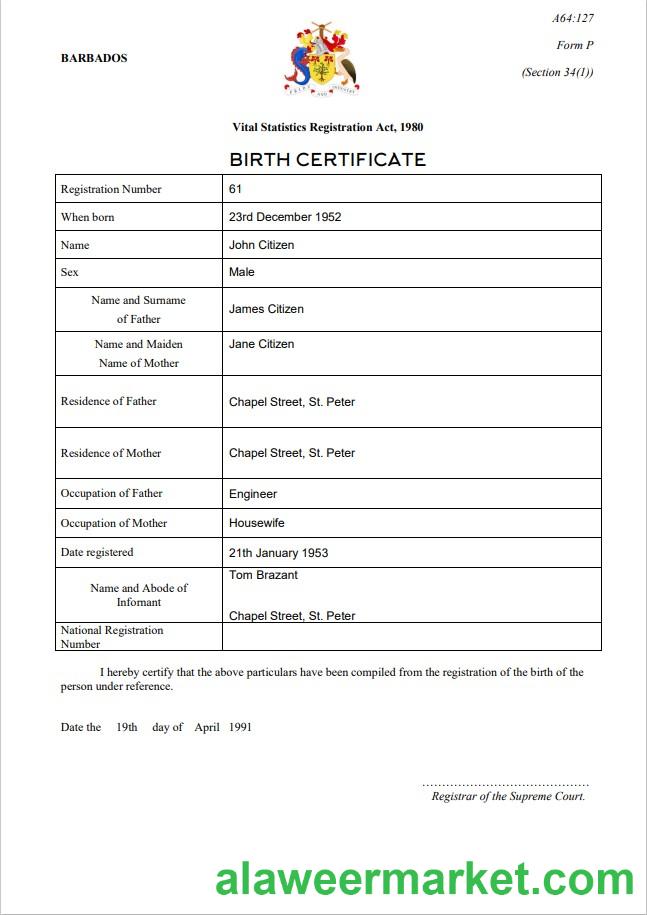 A64:127
Form P
BARBADOS
(Section 34(1))
PRIDE AND INDUSTRY
Vital Statistics Registration Act, 1980
BIRTH CERTIFICATE
Registration Number 61
When born 23rd December 1952
Name John Citizen
Sex Male
Name and Surname
of Father
James Citizen
Name and Maiden
Name of Mother
Jane Citizen
Residence of Father Chapel Street, St. Peter
Residence of Mother Chapel Street, St. Peter
Occupation of Father Engineer
Occupation of Mother Housewife
Date registered 21th January 1953
Name and Abode of
Infomant
Tom Brazant
Chapel Street, St. Peter
National Registration
Number
I hereby certify that the above particulars have been compiled from the registration of the birth of the
person under reference.
Date the 19th day of April 1991
Registrar of the Supreme Court.
alaweermarket.com